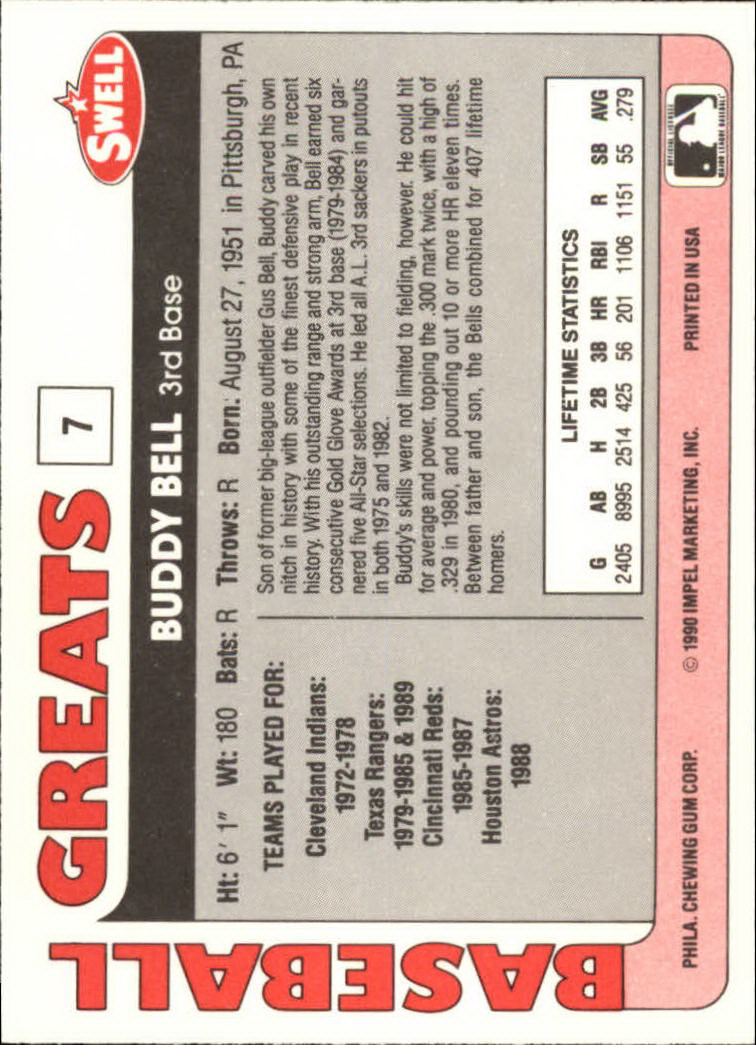 BASEBALL
GREATS
7
SWELL
BUDDY BELL 3rd Base
Ht: 6' 1" Wt: 180 Bats: R Throws: R Born: August 27, 1951 in Pittsburgh, PA
TEAMS PLAYED FOR:
Cleveland Indians:
1972-1978
Texas Rangers:
1979-1985 & 1989
Cincinnati Reds:
1985-1987
Houston Astros:
1988
Son of former big-league outfielder Gus Bell, Buddy carved his own
nitch in history with some of the finest defensive play in recent
history. With his outstanding range and strong arm, Bell earned six
consecutive Gold Glove Awards at 3rd base (1979-1984) and gar-
nered five All-Star selections. He led all A.L. 3rd sackers in putouts
in both 1975 and 1982.
Buddy's skills were not limited to fielding, however. He could hit
for average and power, topping the .300 mark twice, with a high of
.329 in 1980, and pounding out 10 or more HR eleven times.
Between father and son, the Bells combined for 407 lifetime
homers.
LIFETIME STATISTICS
G AB H 2B 3B HR RBI R SB AVG
2405 8995 2514 425 56 201 1106 1151 55 .279
PHILA. CHEWING GUM CORP. © 1990 IMPEL MARKETING, INC. PRINTED IN USA
OFFICIAL LICENSEE
MAJOR LEAGUE BASEBALL